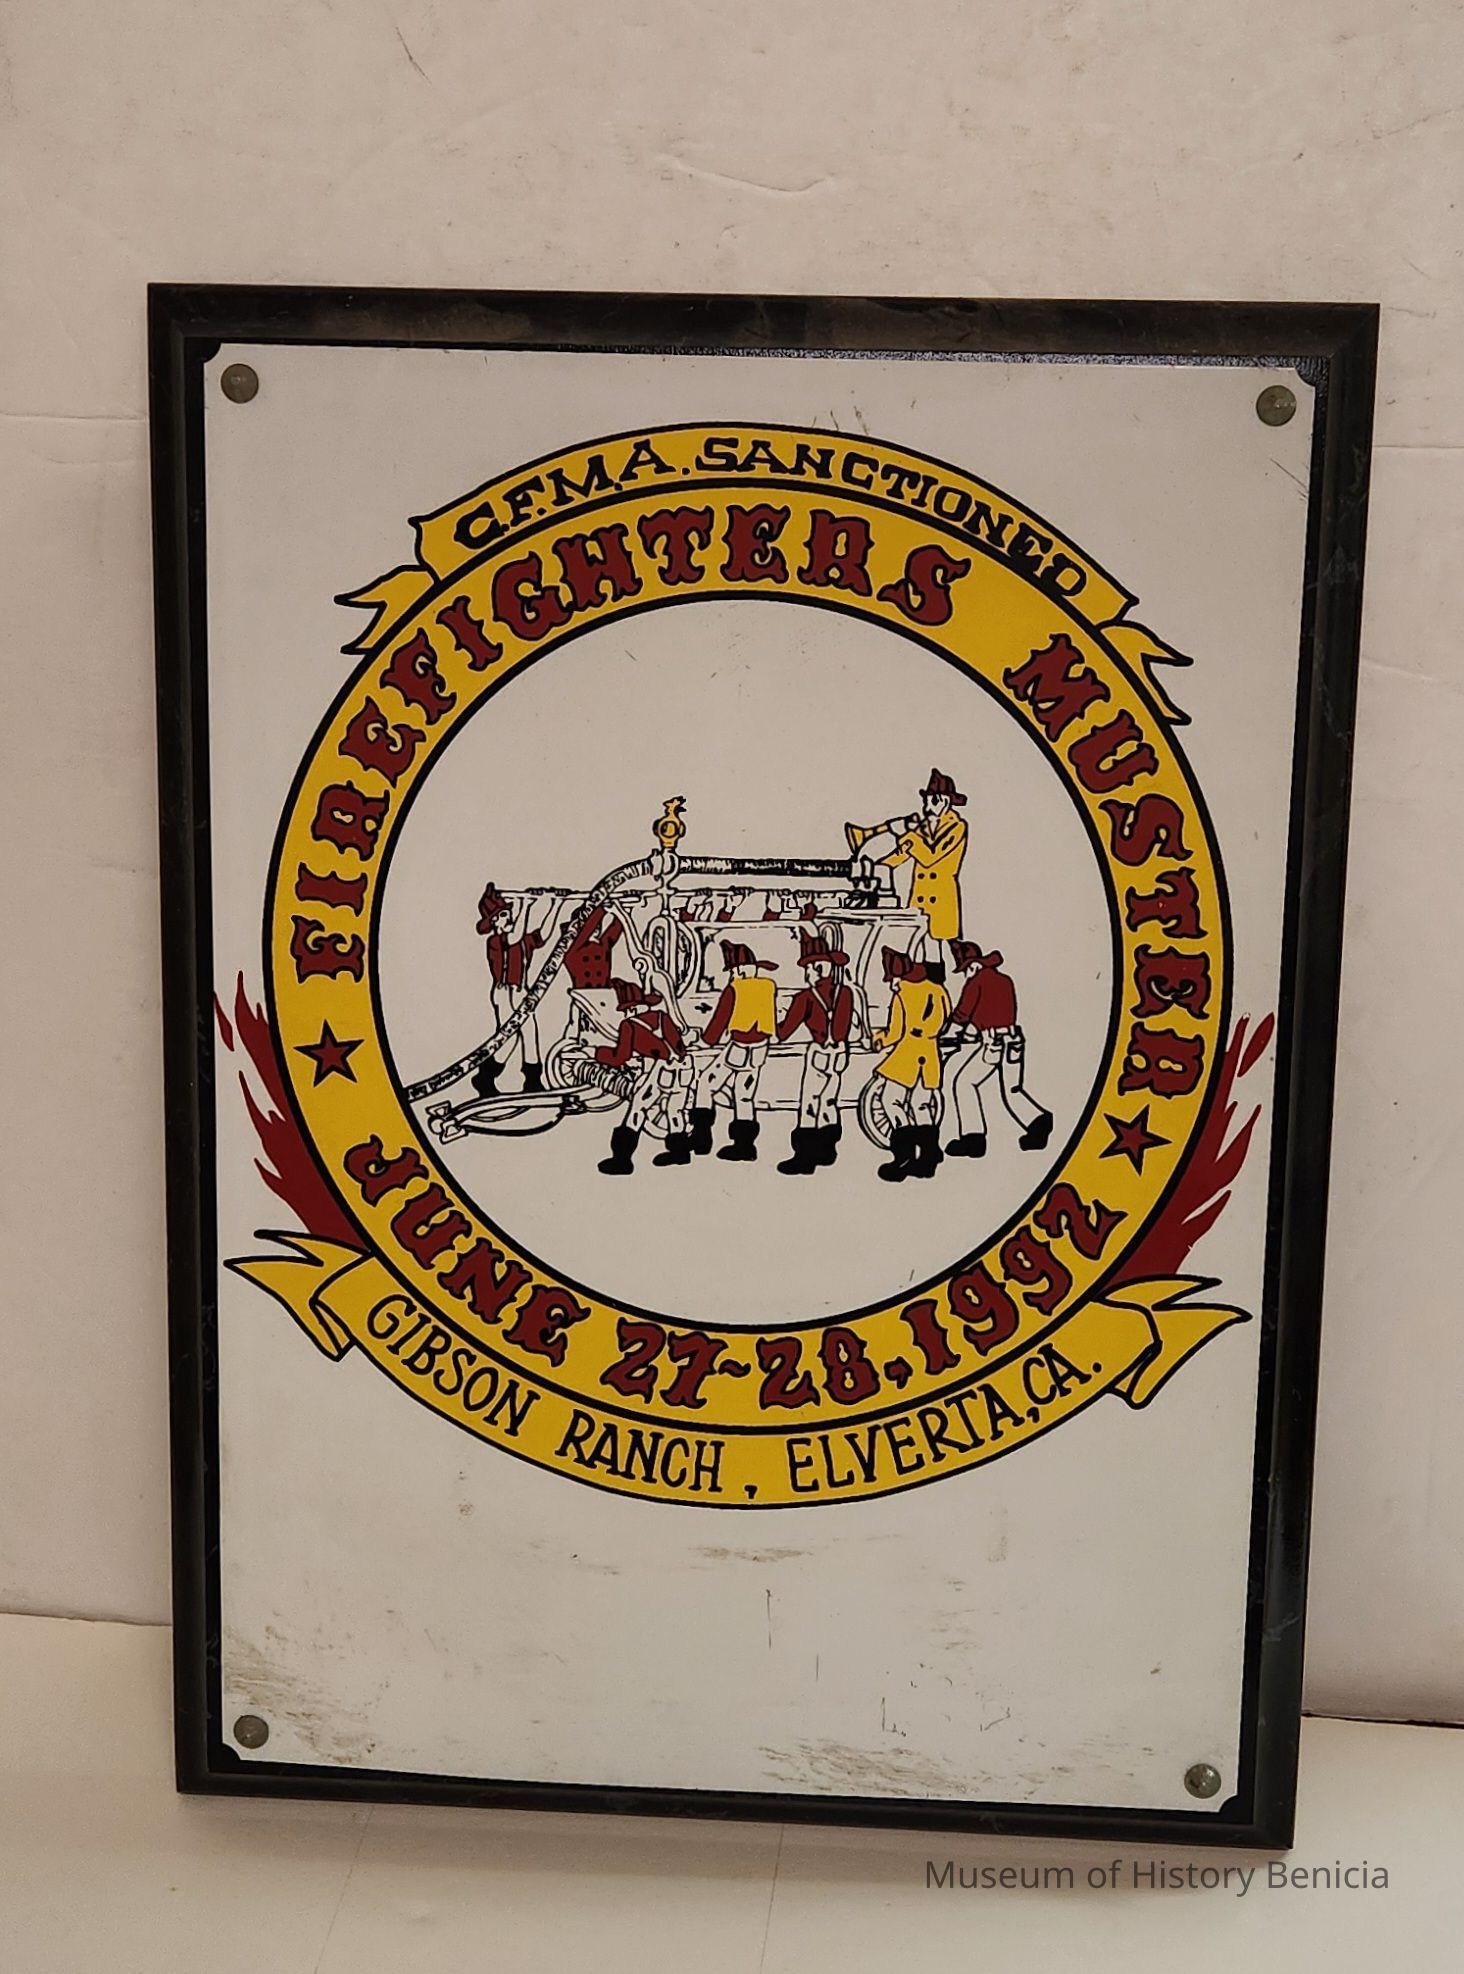 C.F.M.A. SANCTIONED
FIREFIGHTERS MUSTER
JUNE 27-28, 1992
GIBSON RANCH, ELVERTA, CA.
Museum of History Benicia